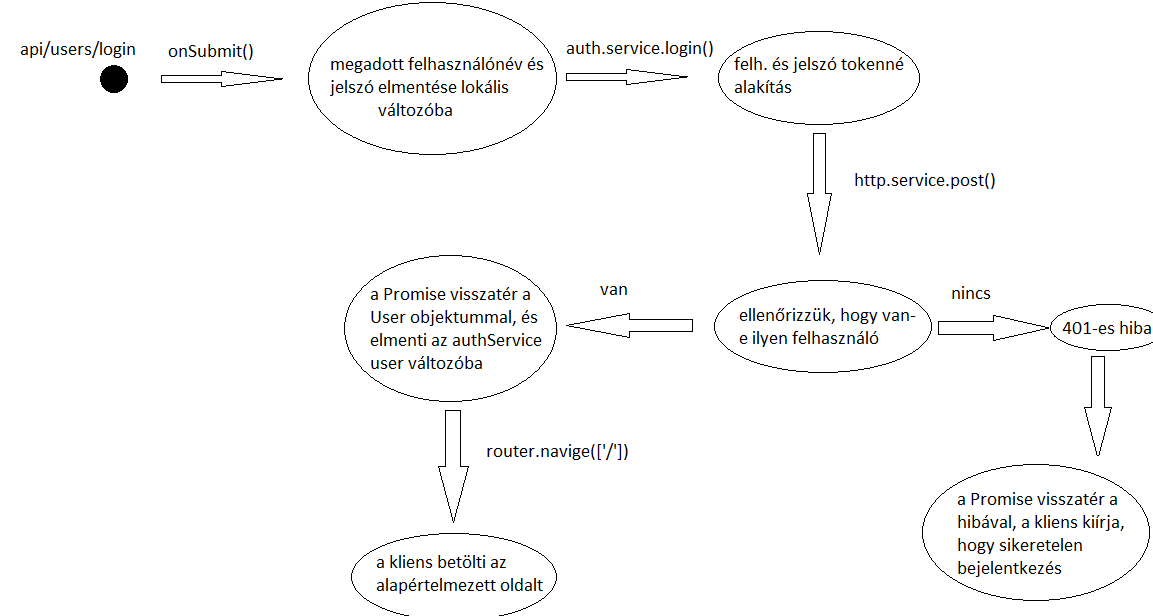 api/users/login
onSubmit()
megadott felhasználónév és
jelszó elmentése lokális
változóba
auth.service.login()
felh. és jelszó tokenné
alakítás
http.service.post()
ellenőrizzük, hogy van-
e ilyen felhasználó
van
nincs
a Promise visszatér a
User objektummal, és
elmenti az authService
user változóba
401-es hiba
router.navige(['/'])
a kliens betölti az
alapértelmezett oldalt
a Promise visszatér a
hibával, a kliens kiírja,
hogy sikeretelen
bejelentkezés